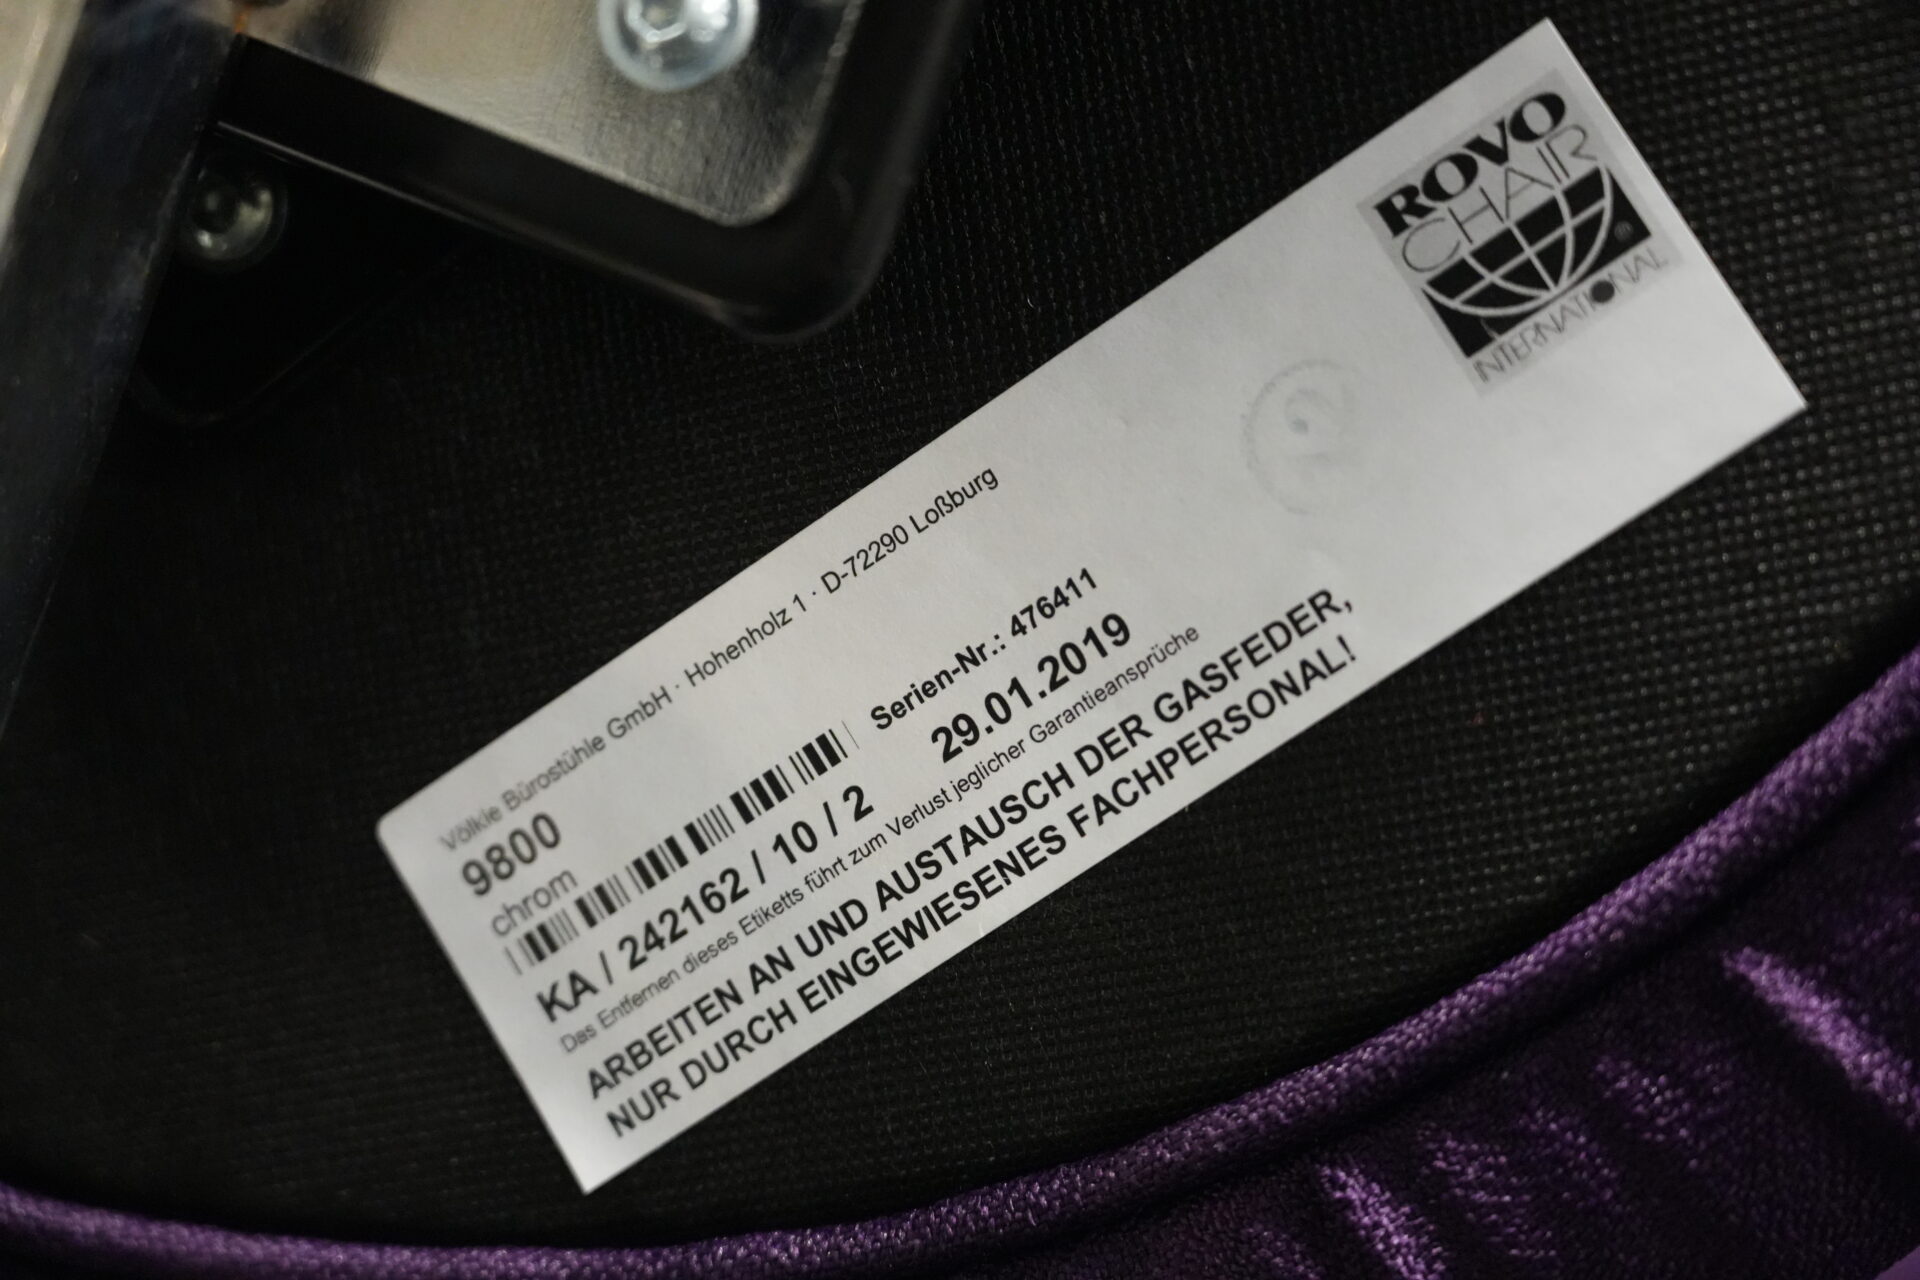 ROVO
CHAIR
INTERNATIONAL
Völkle Bürostühle GmbH · Hohenholz 1 · D-72290 Loßburg
9800
chrom
Serien-Nr.: 476411
KA / 242162 / 10 / 2 29.01.2019
Das Entfernen dieses Etiketts führt zum Verlust jeglicher Garantieansprüche
ARBEITEN AN UND AUSTAUSCH DER GASFEDER,
NUR DURCH EINGEWIESENES FACHPERSONAL!